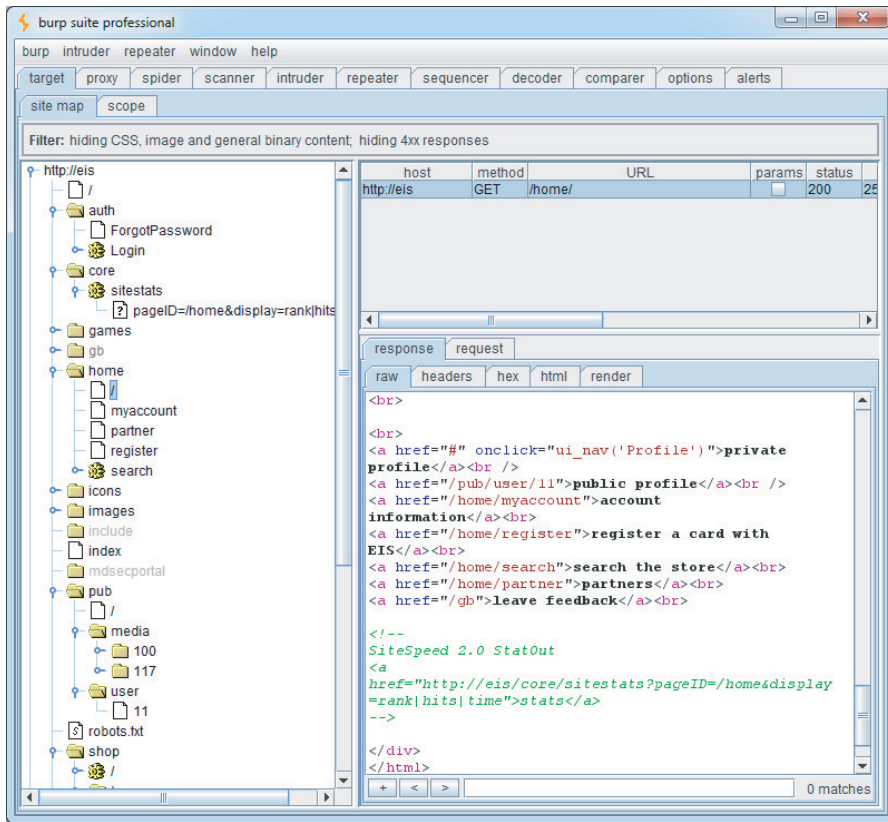 burp suite professional
burp intruder repeater window help
target proxy spider scanner intruder repeater sequencer decoder comparer options alerts
site map scope
Filter: hiding CSS, image and general binary content; hiding 4xx responses
http://eis
/
auth
ForgotPassword
Login
core
sitestats
pageID=/home&display=rank|hits
games
gb
home
/
myaccount
partner
register
search
icons
images
include
index
mdsecportal
pub
/
media
100
117
user
11
robots.txt
shop
/
host method URL params status
http://eis GET /home/ 200 25
response request
raw headers hex html render
<br>
<br>
<a href="#" onclick="ui_nav('Profile')">private
profile</a><br />
<a href="/pub/user/11">public profile</a><br />
<a href="/home/myaccount">account
information</a><br>
<a href="/home/register">register a card with
EIS</a><br>
<a href="/home/search">search the store</a><br>
<a href="/home/partner">partners</a><br>
<a href="/gb">leave feedback</a><br>
<!--
SiteSpeed 2.0 StatOut
<a
href="http://eis/core/sitestats?pageID=/home&display
=rank|hits|time">stats</a>
-->
</div>
</html>
+ < > 0 matches